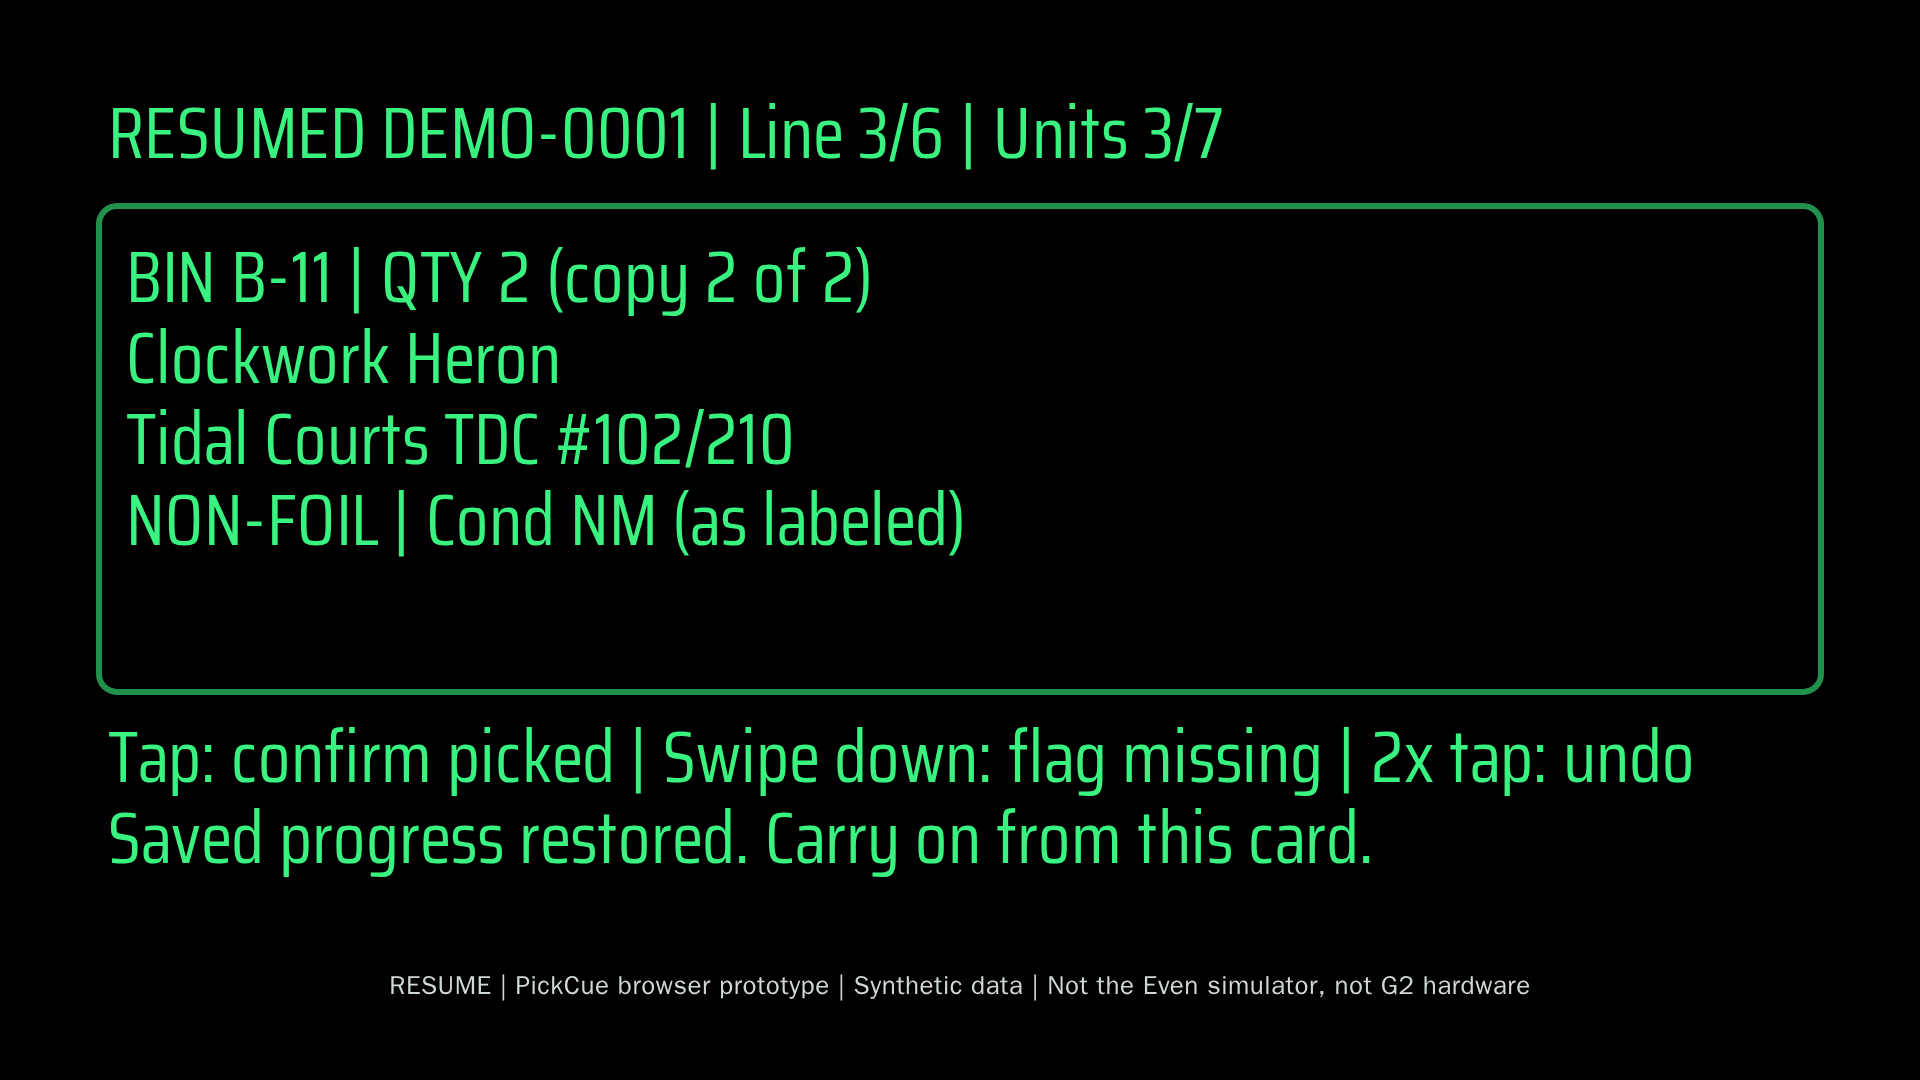 RESUMED DEMO-0001 | Line 3/6 | Units 3/7
BIN B-11 | QTY 2 (copy 2 of 2)
Clockwork Heron
Tidal Courts TDC #102/210
NON-FOIL | Cond NM (as labeled)
Tap: confirm picked | Swipe down: flag missing | 2x tap: undo
Saved progress restored. Carry on from this card.
RESUME | PickCue browser prototype | Synthetic data | Not the Even simulator, not G2 hardware